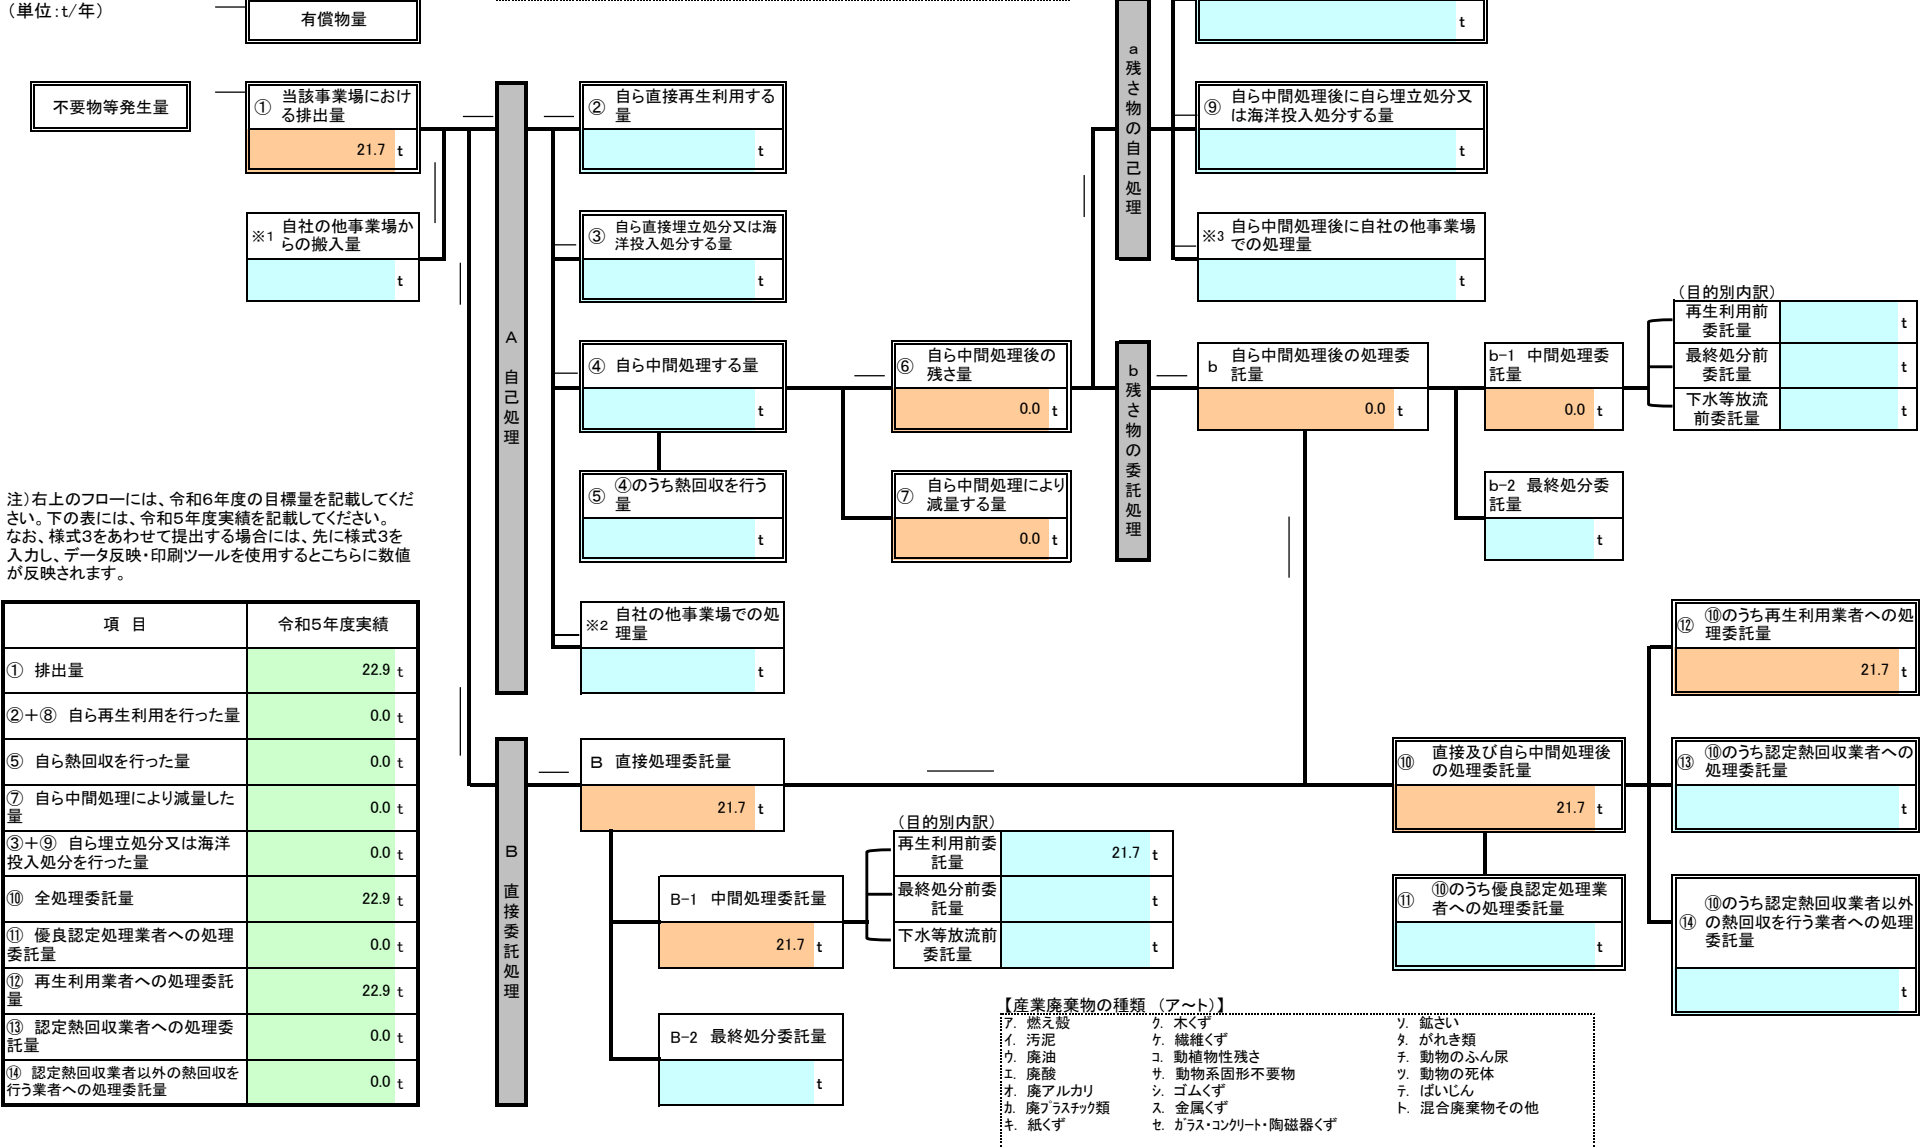 （単位：t/年）
有償物量
t
不要物等発生量
①
当該事業場におけ
る排出量
21.7 t
※1
自社の他事業場か
らの搬入量
t
A
自己処理
②
自ら直接再生利用する
量
t
③
自ら直接埋立処分又は海
洋投入処分する量
t
④ 自ら中間処理する量
t
⑤
④のうち熱回収を行う
量
t
※2
自社の他事業場での処
理量
t
⑥
自ら中間処理後の
残さ量
0.0 t
⑦
自ら中間処理により
減量する量
0.0 t
a残さ物の自己処理
⑨
自ら中間処理後に自ら埋立処分又
は海洋投入処分する量
t
※3
自ら中間処理後に自社の他事業場
での処理量
t
b残さ物の委託処理
b
自ら中間処理後の処理委
託量
0.0 t
b-1 中間処理委
託量
0.0 t
（目的別内訳）
再生利用前
委託量
t
最終処分前
委託量
t
下水等放流
前委託量
t
b-2 最終処分委
託量
t
注）右上のフローには、令和6年度の目標量を記載してくだ
さい。下の表には、令和5年度実績を記載してください。
なお、様式3をあわせて提出する場合には、先に様式3を
入力し、データ反映・印刷ツールを使用するとこちらに数値
が反映されます。
項 目 令和5年度実績
① 排出量 22.9 t
②＋⑧ 自ら再生利用を行った量 0.0 t
⑤ 自ら熱回収を行った量 0.0 t
⑦ 自ら中間処理により減量した
量 0.0 t
③＋⑨ 自ら埋立処分又は海洋
投入処分を行った量 0.0 t
⑩ 全処理委託量 22.9 t
⑪ 優良認定処理業者への処理
委託量 0.0 t
⑫ 再生利用業者への処理委託
量 22.9 t
⑬ 認定熱回収業者への処理委
託量 0.0 t
⑭ 認定熱回収業者以外の熱回収を
行う業者への処理委託量 0.0 t
B
直接委託処理
B 直接処理委託量
21.7 t
B-1 中間処理委託量
21.7 t
（目的別内訳）
再生利用前委
託量
21.7 t
最終処分前委
託量
t
下水等放流前
委託量
t
B-2 最終処分委託量
t
⑩
直接及び自ら中間処理後
の処理委託量
21.7 t
⑪
⑩のうち優良認定処理業
者への処理委託量
t
⑫
⑩のうち再生利用業者への処
理委託量
21.7 t
⑬
⑩のうち認定熱回収業者への
処理委託量
t
⑭
⑩のうち認定熱回収業者以外
の熱回収を行う業者への処理
委託量
t
【産業廃棄物の種類 （ア～ト）】
ア. 燃え殻 ク. 木くず ソ. 鉱さい
イ. 汚泥 ケ. 繊維くず タ. がれき類
ウ. 廃油 コ. 動植物性残さ チ. 動物のふん尿
エ. 廃酸 サ. 動物系固形不要物 ツ. 動物の死体
オ. 廃アルカリ シ. ゴムくず テ. ばいじん
カ. 廃プラスチック類 ス. 金属くず ト. 混合廃棄物その他
キ. 紙くず セ. ガラス・コンクリート・陶磁器くず